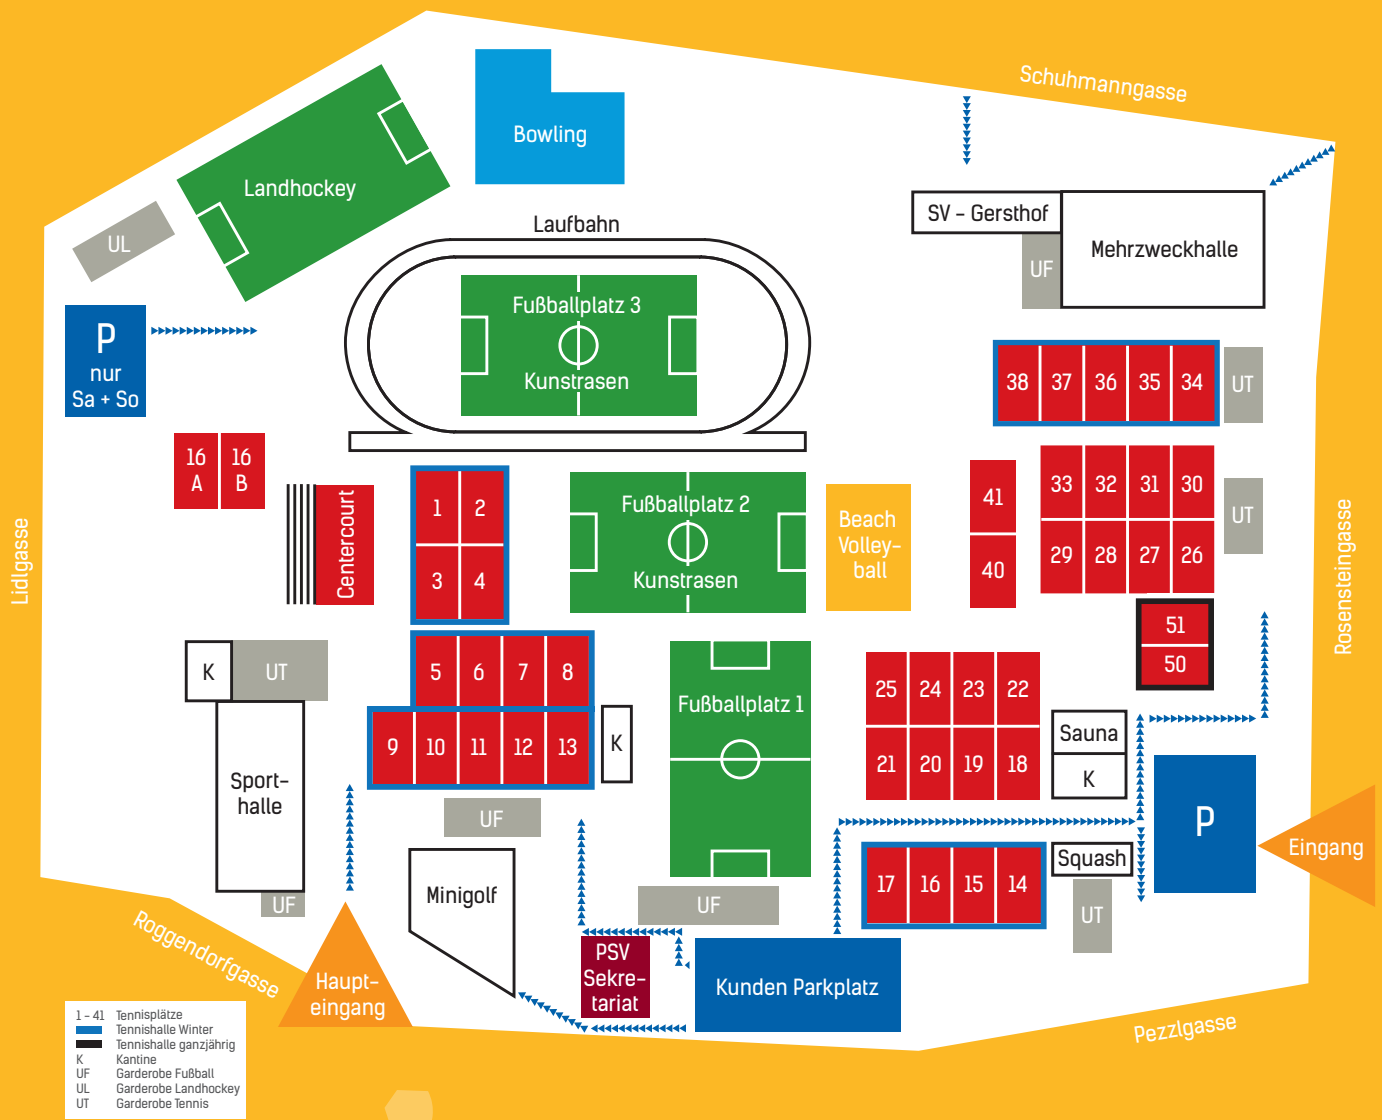 Schuhmanngasse
Bowling
Landhockey
SV - Gersthof
Laufbahn
UL
Mehrzweckhalle
UF
Fußballplatz 3
P
nur
Sa + So
Kunstrasen
38 37 36 35 34
UT
16
A
16
B
Centercourt
1 2
3 4
Fußballplatz 2
Kunstrasen
Beach
Volley-
ball
41
40
33 32 31 30
29 28 27 26
UT
Lidlgasse
Rosensteingasse
51
50
K
UT
5 6 7 8
9 10 11 12 13
K
Fußballplatz 1
25 24 23 22
21 20 19 18
Sauna
K
Sport-
halle
UF
P
Eingang
UF
Minigolf
UF
17 16 15 14
Squash
UT
Roggendorfgasse
Haupt-
eingang
PSV
Sekre-
tariat
Kunden Parkplatz
Pezzlgasse
1 - 41 Tennisplätze
Tennishalle Winter
Tennishalle ganzjährig
K Kantine
UF Garderobe Fußball
UL Garderobe Landhockey
UT Garderobe Tennis